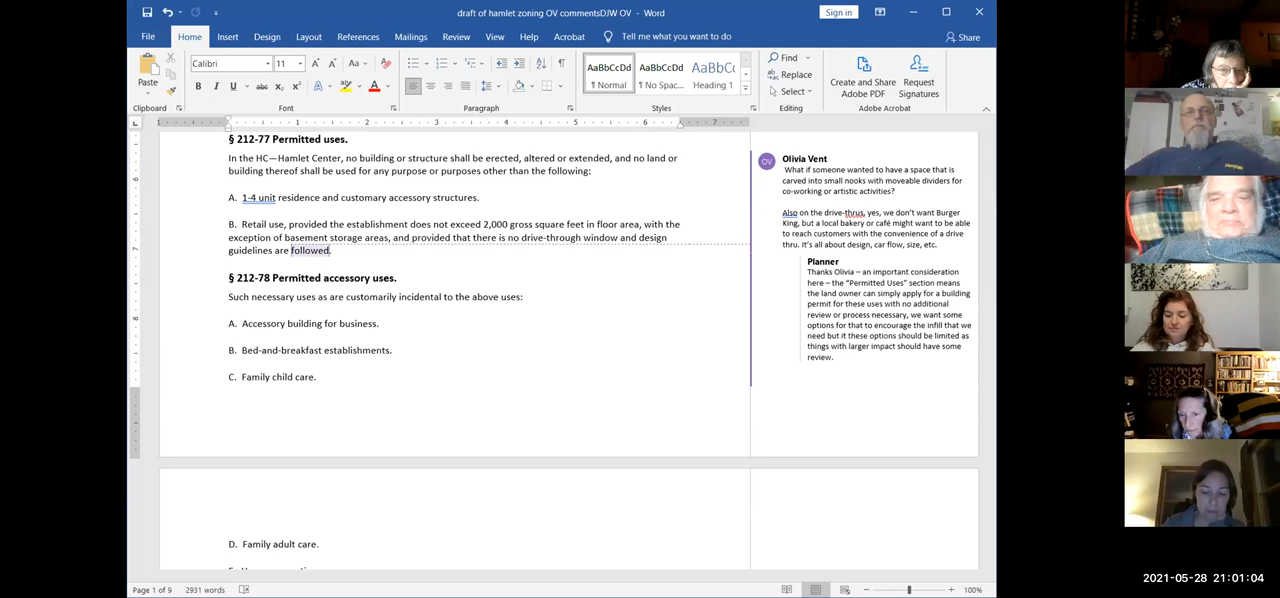 draft of hamlet zoning OV commentsDJW OV - Word
Sign in
File Home Insert Design Layout References Mailings Review View Help Acrobat Tell me what you want to do Share
Paste
Calibri 11
AaBbCcDd AaBbCcDd AaBbCc
¶ Normal ¶ No Spac... Heading 1
Find
Replace
Select
Create and Share
Adobe PDF
Request
Signatures
Clipboard Font Paragraph Styles Editing Adobe Acrobat
§ 212-77 Permitted uses.
In the HC—Hamlet Center, no building or structure shall be erected, altered or extended, and no land or
building thereof shall be used for any purpose or purposes other than the following:
A. 1-4 unit residence and customary accessory structures.
B. Retail use, provided the establishment does not exceed 2,000 gross square feet in floor area, with the
exception of basement storage areas, and provided that there is no drive-through window and design
guidelines are followed.
§ 212-78 Permitted accessory uses.
Such necessary uses as are customarily incidental to the above uses:
A. Accessory building for business.
B. Bed-and-breakfast establishments.
C. Family child care.
D. Family adult care.
OV
Olivia Vent
What if someone wanted to have a space that is
carved into small nooks with moveable dividers for
co-working or artistic activities?
Also on the drive-thrus, yes, we don't want Burger
King, but a local bakery or café might want to be able
to reach customers with the convenience of a drive
thru. It's all about design, car flow, size, etc.
Planner
Thanks Olivia – an important consideration
here – the "Permitted Uses" section means
the land owner can simply apply for a building
permit for these uses with no additional
review or process necessary, we want some
options for that to encourage the infill that we
need but it these options should be limited as
things with larger impact should have some
review.
Page 1 of 9 2931 words
100%
2021-05-28 21:01:04